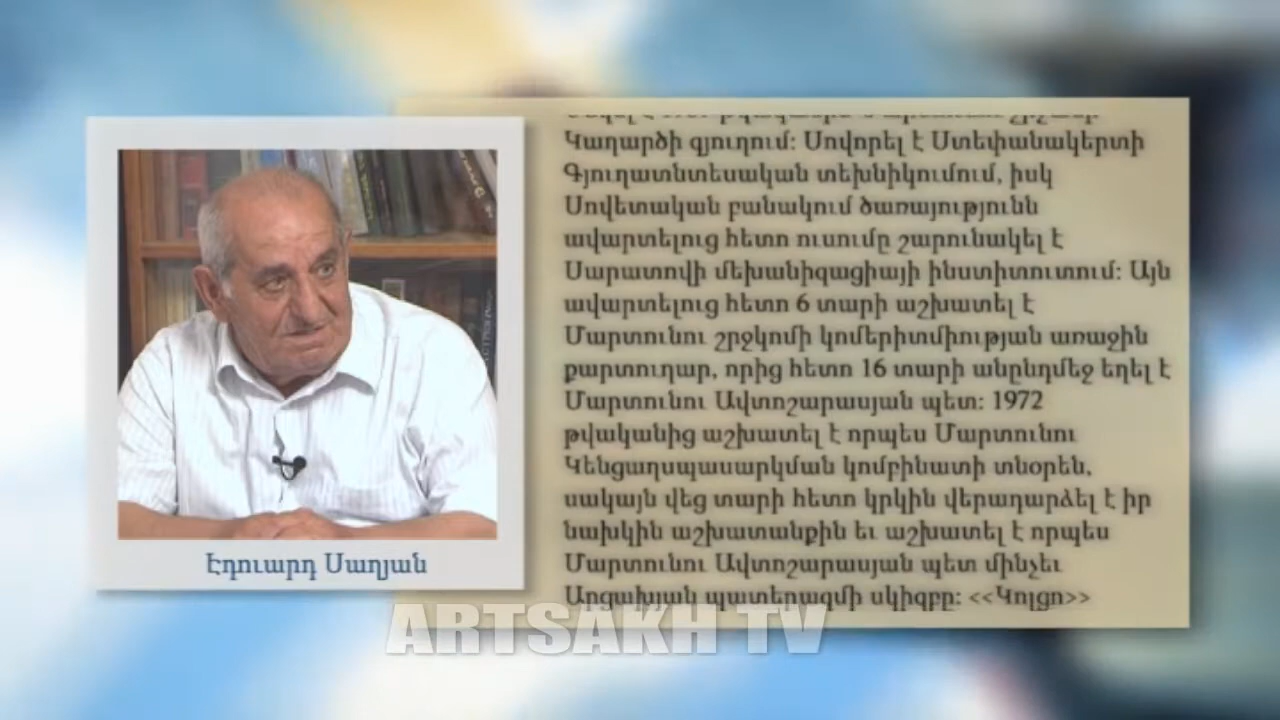 Կաղարծի գյուղում: Սովորել է Ստեփանակերտի
Գյուղատնտեսական տեխնիկումում, իսկ
Սովետական բանակում ծառայությունն
ավարտելուց հետո ուսումը շարունակել է
Սարատովի մեխանիզացիայի ինստիտուտում: Այն
ավարտելուց հետո 6 տարի աշխատել է
Մարտունու շրջկոմի կոմերիտմիության առաջին
քարտուղար, որից հետո 16 տարի անընդմեջ եղել է
Մարտունու Ավտոշարասյան պետ: 1972
թվականից աշխատել է որպես Մարտունու
Կենցաղսպասարկման կոմբինատի տնօրեն,
սակայն վեց տարի հետո կրկին վերադարձել է իր
նախկին աշխատանքին եւ աշխատել է որպես
Մարտունու Ավտոշարասյան պետ մինչեւ
Արցախյան պատերազմի սկիզբը: <<Կոլցո>>
Էդուարդ Սաղյան
ARTSAKH TV